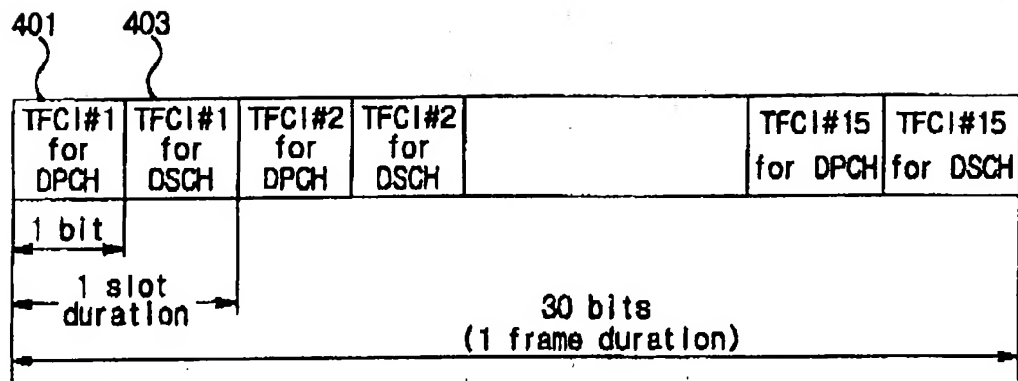 401
403
TFCI#1 for DPCH
TFCI#1 for DSCH
TFCI#2 for DPCH
TFCI#2 for DSCH
TFCI#15 for DPCH
TFCI#15 for DSCH
1 bit
1 slot duration
30 bits
(1 frame duration)